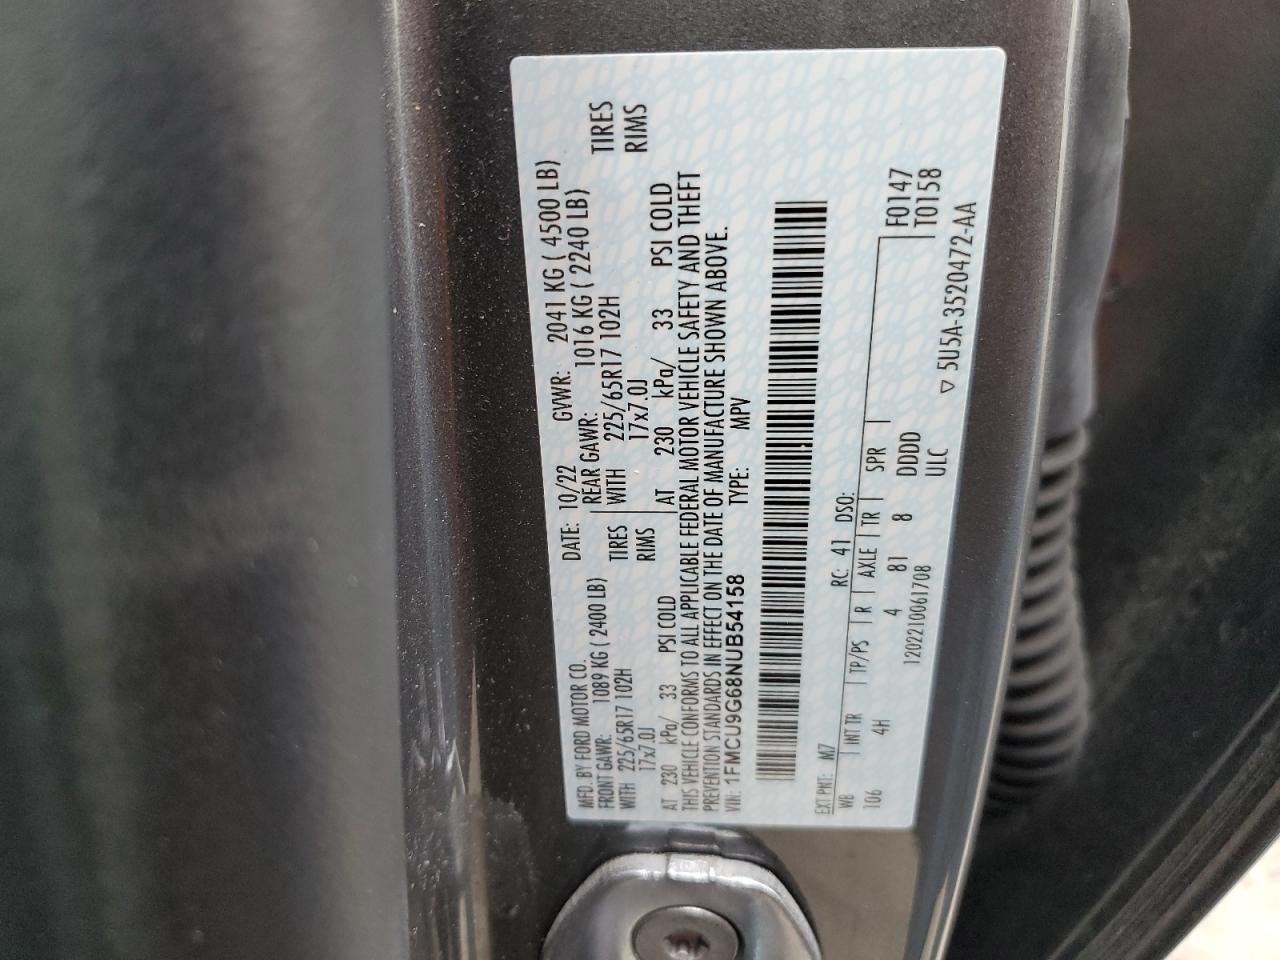 MFD. BY FORD MOTOR CO.
DATE: 10/22 GVWR: 2041 KG ( 4500 LB)
FRONT GAWR: 1089 KG ( 2400 LB)
WITH 225/65R17 102H TIRES
17x7.0J RIMS
AT 230 kPa/ 33 PSI COLD
REAR GAWR: 1016 KG ( 2240 LB)
WITH 225/65R17 102H TIRES
17x7.0J RIMS
AT 230 kPa/ 33 PSI COLD
THIS VEHICLE CONFORMS TO ALL APPLICABLE FEDERAL MOTOR VEHICLE SAFETY AND THEFT
PREVENTION STANDARDS IN EFFECT ON THE DATE OF MANUFACTURE SHOWN ABOVE.
VIN: 1FMCU9G68NUB54158 TYPE: MPV
EXT PNT: M7 RC: 41 DSO:
WB INT TR TP/PS R AXLE TR SPR F0147
106 4H 4 81 8 DDDD T0158
1202210061708 ULC
▽ 5U5A-3520472-AA